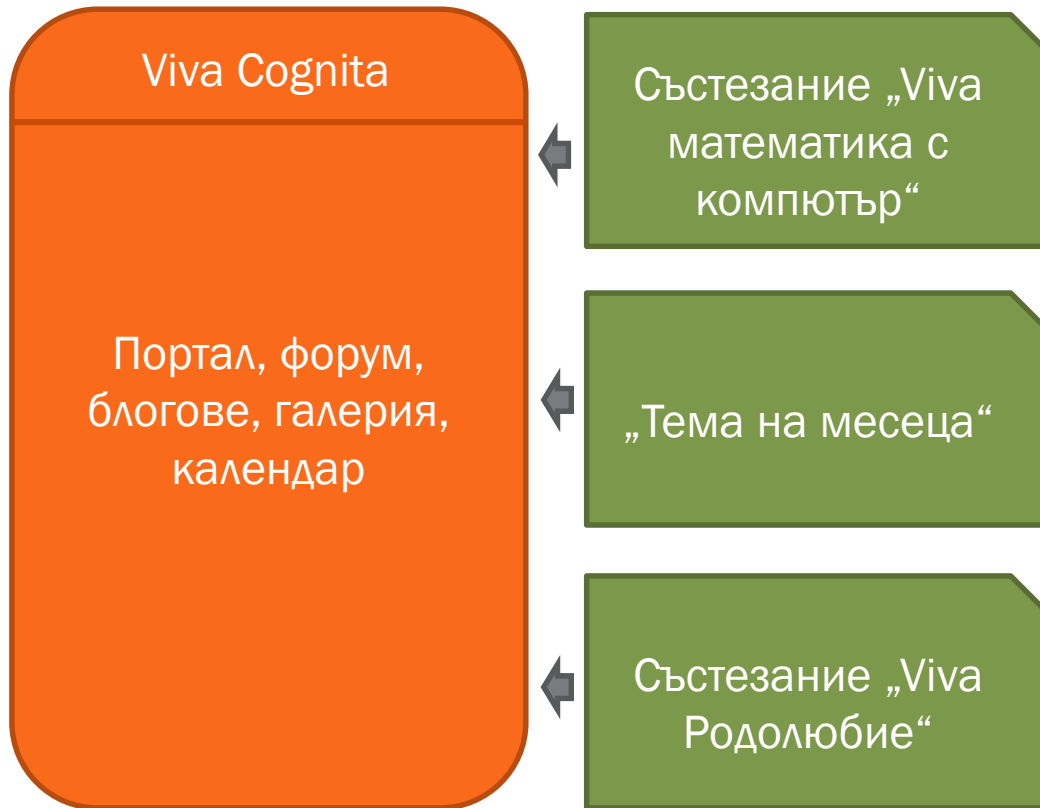 Viva Cognita
Портал, форум,
блогове, галерия,
календар
Състезание „Viva
математика с
компютър“
„Тема на месеца“
Състезание „Viva
Родолюбие“